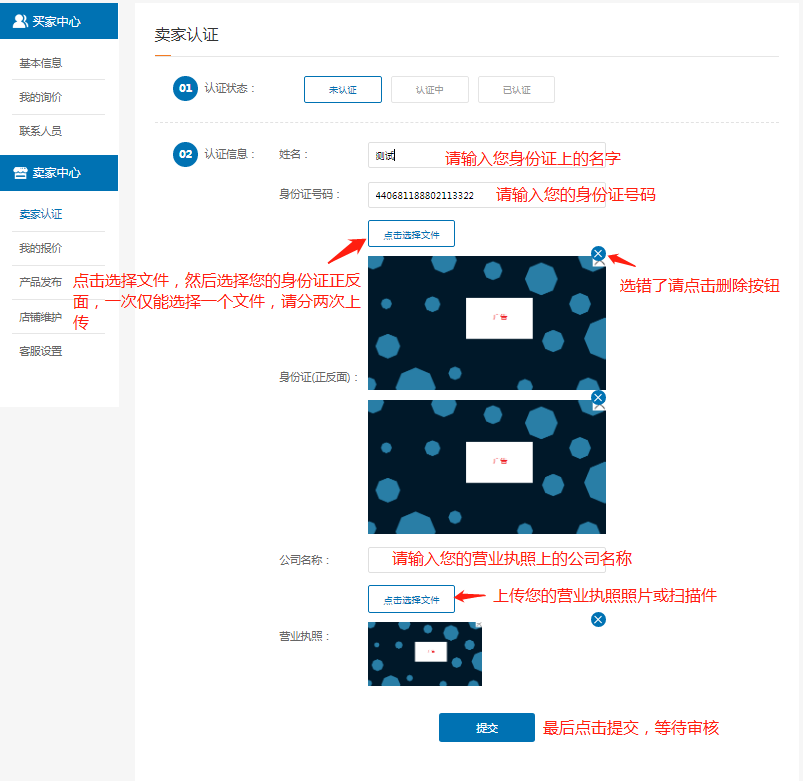 买家中心
基本信息
我的询价
联系人员
卖家中心
卖家认证
我的报价
产品发布
店铺维护
客服设置
卖家认证
01 认证状态： 未认证 认证中 已认证
02 认证信息： 姓名： 测试 请输入您身份证上的名字
身份证号码： 440681188802113322 请输入您的身份证号码
点击选择文件
点击选择文件，然后选择您的身份证正反
面，一次仅能选择一个文件，请分两次上
传
选错了请点击删除按钮
广告
身份证(正反面)：
广告
公司名称： 请输入您的营业执照上的公司名称
点击选择文件 上传您的营业执照照片或扫描件
营业执照：
提交 最后点击提交，等待审核